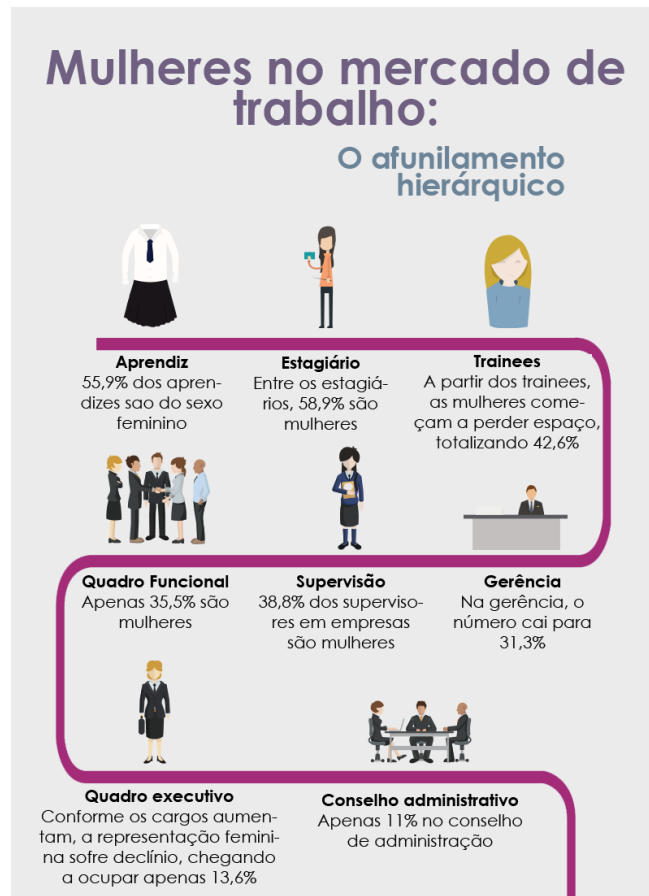 Mulheres no mercado de
trabalho:
O afunilamento
hierárquico
Aprendiz
55,9% dos apren-
dizes sao do sexo
feminino
Estagiário
Entre os estagiá-
rios, 58,9% são
mulheres
Trainees
A partir dos trainees,
as mulheres come-
çam a perder espaço,
totalizando 42,6%
Quadro Funcional
Apenas 35,5% são
mulheres
Supervisão
38,8% dos superviso-
res em empresas
são mulheres
Gerência
Na gerência, o
número cai para
31,3%
Quadro executivo
Conforme os cargos aumen-
tam, a representação femini-
na sofre declínio, chegando
a ocupar apenas 13,6%
Conselho administrativo
Apenas 11% no conselho
de administração